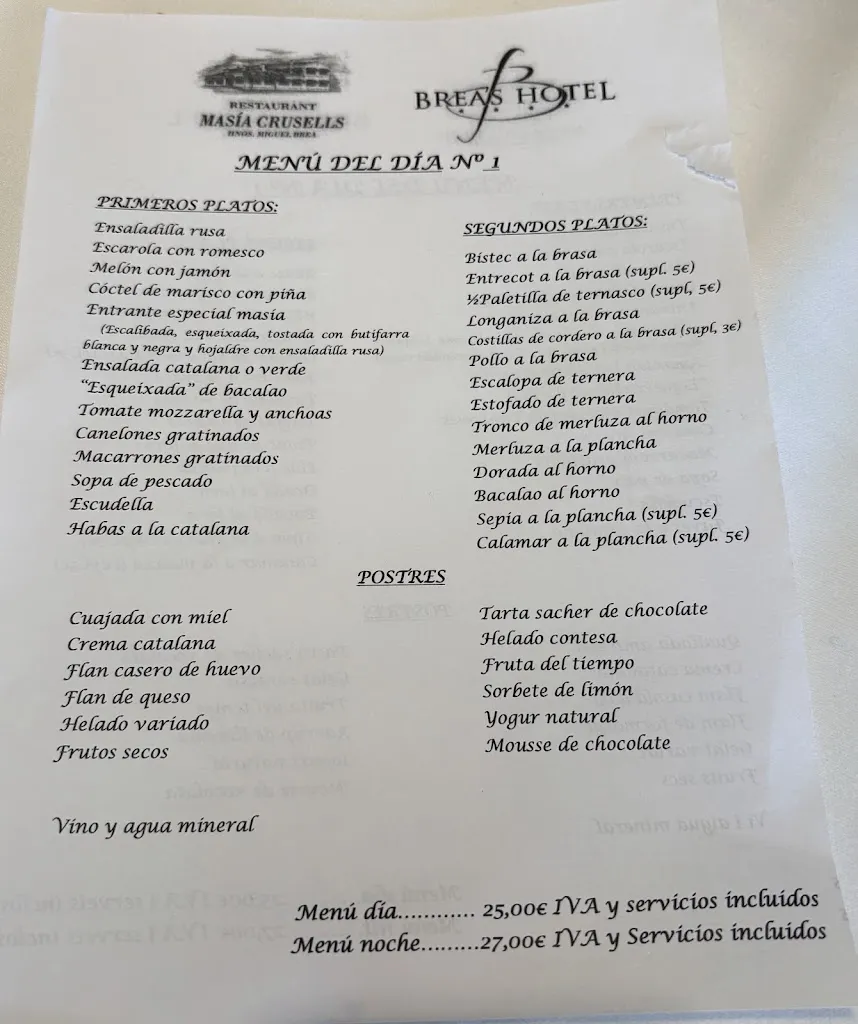 RESTAURANT
MASÍA CRUSELLS
HNOS. MIGUEL BREA
BREA'S HOTEL
MENÚ DEL DÍA Nº 1
PRIMEROS PLATOS:
Ensaladilla rusa
Escarola con romesco
Melón con jamón
Cóctel de marisco con piña
Entrante especial masía
(Escalibada, esqueixada, tostada con butifarra
blanca y negra y hojaldre con ensaladilla rusa)
Ensalada catalana o verde
“Esqueixada” de bacalao
Tomate mozzarella y anchoas
Canelones gratinados
Macarrones gratinados
Sopa de pescado
Escudella
Habas a la catalana
SEGUNDOS PLATOS:
Bistec a la brasa
Entrecot a la brasa (supl. 5€)
½Paletilla de ternasco (supl, 5€)
Longaniza a la brasa
Costillas de cordero a la brasa (supl, 3€)
Pollo a la brasa
Escalopa de ternera
Estofado de ternera
Tronco de merluza al horno
Merluza a la plancha
Dorada al horno
Bacalao al horno
Sepia a la plancha (supl. 5€)
Calamar a la plancha (supl. 5€)
POSTRES
Cuajada con miel
Crema catalana
Flan casero de huevo
Flan de queso
Helado variado
Frutos secos
Tarta sacher de chocolate
Helado contesa
Fruta del tiempo
Sorbete de limón
Yogur natural
Mousse de chocolate
Vino y agua mineral
Menú día............ 25,00€ IVA y servicios incluidos
Menú noche.........27,00€ IVA y Servicios incluidos